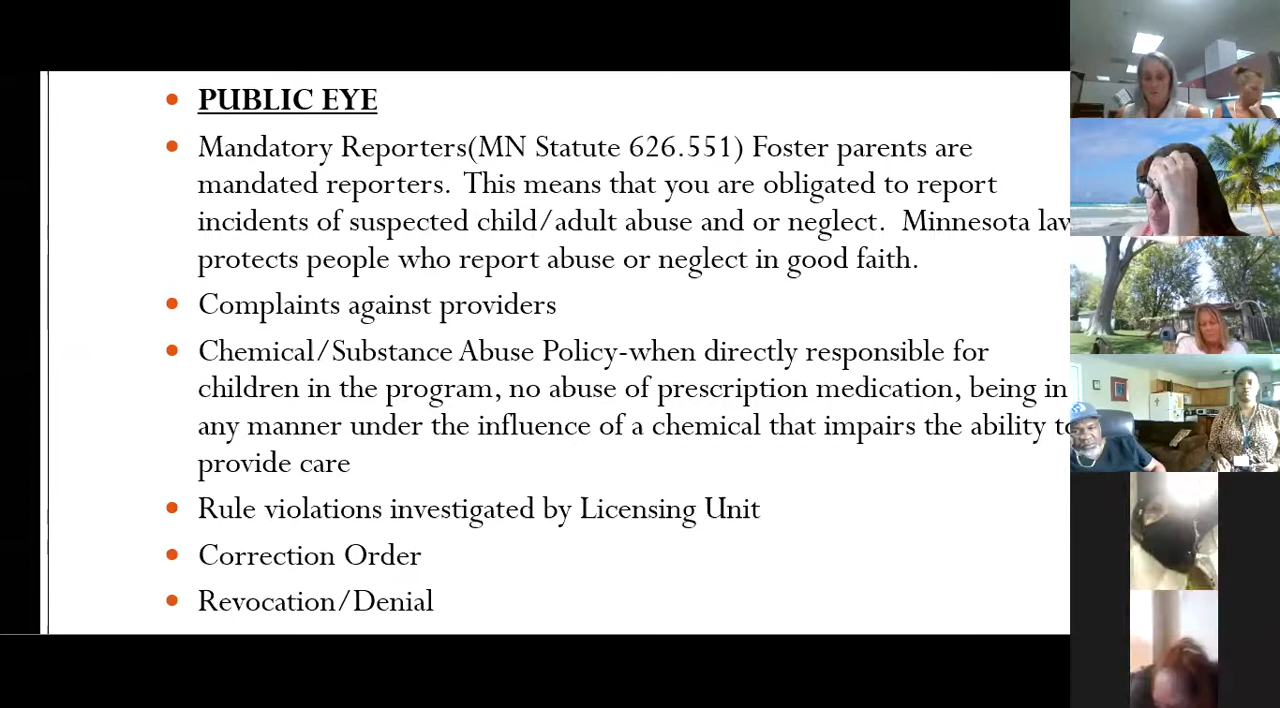 PUBLIC EYE
Mandatory Reporters(MN Statute 626.551) Foster parents are
mandated reporters.  This means that you are obligated to report
incidents of suspected child/adult abuse and or neglect.  Minnesota law
protects people who report abuse or neglect in good faith.
Complaints against providers
Chemical/Substance Abuse Policy-when directly responsible for
children in the program, no abuse of prescription medication, being in
any manner under the influence of a chemical that impairs the ability to
provide care
Rule violations investigated by Licensing Unit
Correction Order
Revocation/Denial